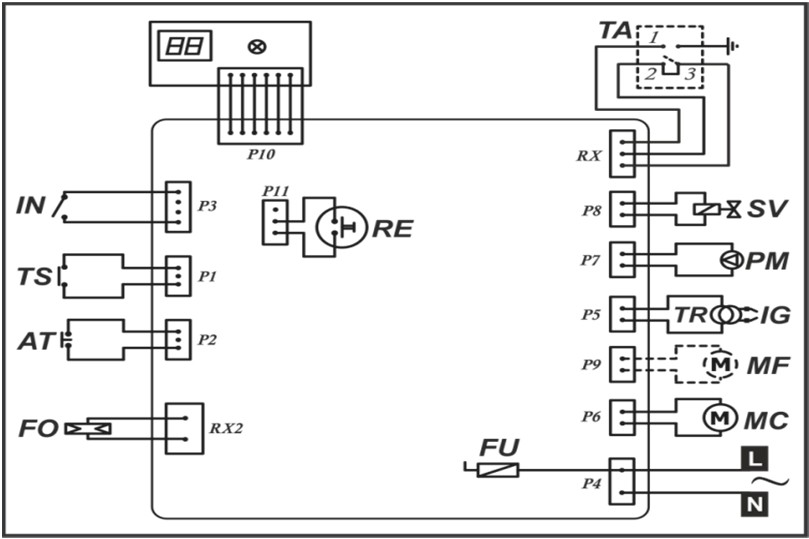 88
P10
TA
1
2 3
RX
IN
P3
P11
RE
P8
SV
TS
P1
P7
PM
AT
P2
P5
TR
IG
P9
M
MF
FO
RX2
P6
M
MC
FU
P4
L
N